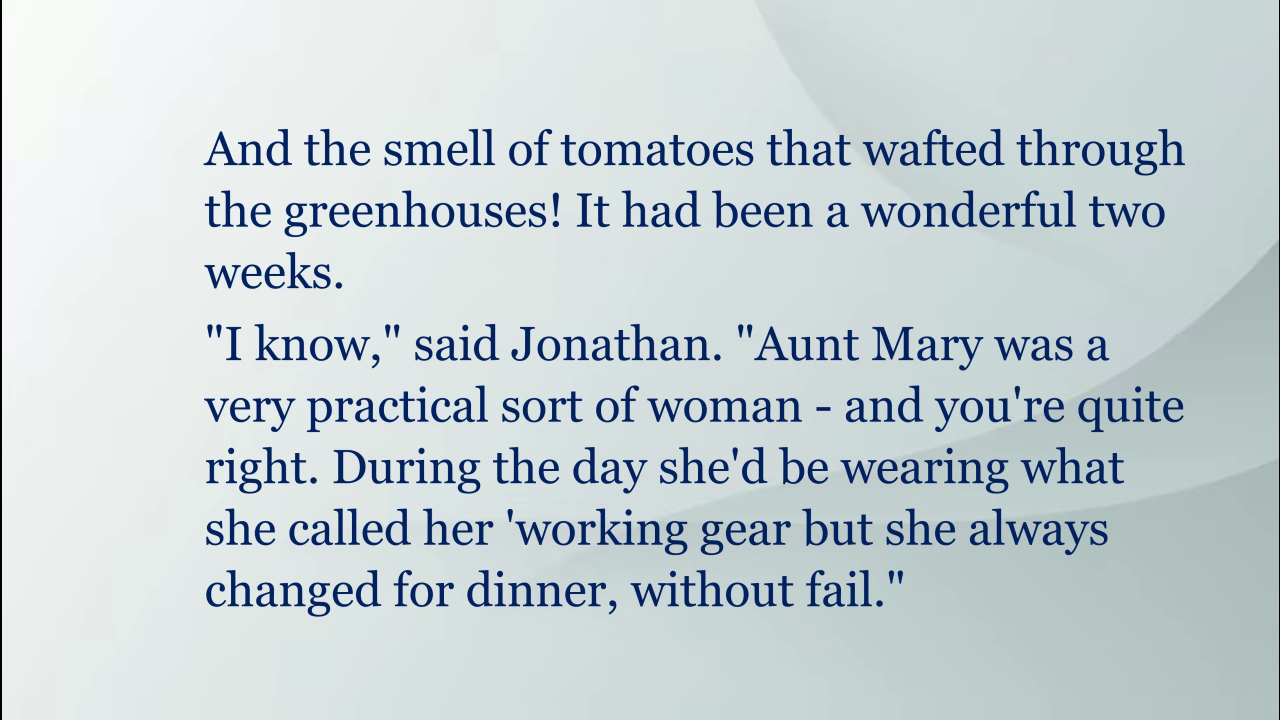 And the smell of tomatoes that wafted through
the greenhouses! It had been a wonderful two
weeks.
"I know," said Jonathan. "Aunt Mary was a
very practical sort of woman - and you're quite
right. During the day she'd be wearing what
she called her 'working gear but she always
changed for dinner, without fail."